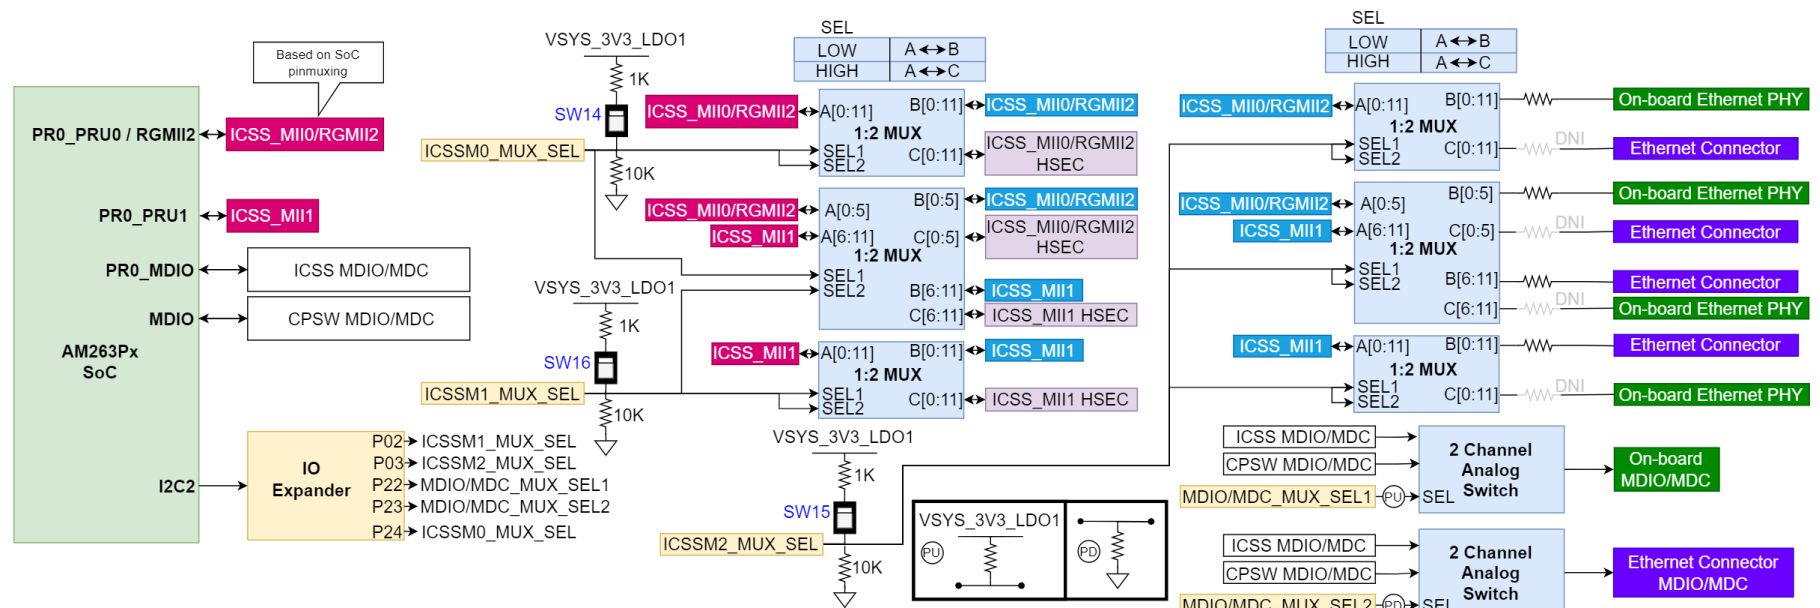 Based on SoC
pinmuxing
PR0_PRU0 / RGMII2
ICSS_MII0/RGMII2
PR0_PRU1
ICSS_MII1
PR0_MDIO
ICSS MDIO/MDC
MDIO
CPSW MDIO/MDC
AM263Px
SoC
I2C2
IO
Expander
P02
ICSSM1_MUX_SEL
P03
ICSSM2_MUX_SEL
P22
MDIO/MDC_MUX_SEL1
P23
MDIO/MDC_MUX_SEL2
P24
ICSSM0_MUX_SEL
VSYS_3V3_LDO1
1K
SW14
ICSSM0_MUX_SEL
10K
VSYS_3V3_LDO1
1K
SW16
ICSSM1_MUX_SEL
10K
VSYS_3V3_LDO1
1K
SW15
ICSSM2_MUX_SEL
10K
SEL
LOW A B
HIGH A C
ICSS_MII0/RGMII2
A[0:11]
B[0:11]
ICSS_MII0/RGMII2
1:2 MUX
SEL1
SEL2
C[0:11]
ICSS_MII0/RGMII2
HSEC
ICSS_MII0/RGMII2
A[0:5]
B[0:5]
ICSS_MII0/RGMII2
ICSS_MII1
A[6:11]
C[0:5]
ICSS_MII0/RGMII2
HSEC
1:2 MUX
SEL1
SEL2
B[6:11]
ICSS_MII1
C[6:11]
ICSS_MII1 HSEC
ICSS_MII1
A[0:11]
B[0:11]
ICSS_MII1
1:2 MUX
SEL1
SEL2
C[0:11]
ICSS_MII1 HSEC
VSYS_3V3_LDO1
PU
PD
SEL
LOW A B
HIGH A C
ICSS_MII0/RGMII2
A[0:11]
B[0:11]
On-board Ethernet PHY
1:2 MUX
SEL1
SEL2
C[0:11]
DNI
Ethernet Connector
ICSS_MII0/RGMII2
A[0:5]
B[0:5]
On-board Ethernet PHY
ICSS_MII1
A[6:11]
C[0:5]
DNI
Ethernet Connector
1:2 MUX
SEL1
SEL2
B[6:11]
Ethernet Connector
C[6:11]
DNI
On-board Ethernet PHY
ICSS_MII1
A[0:11]
B[0:11]
Ethernet Connector
1:2 MUX
SEL1
SEL2
C[0:11]
DNI
On-board Ethernet PHY
ICSS MDIO/MDC
CPSW MDIO/MDC
MDIO/MDC_MUX_SEL1
PU
SEL
2 Channel
Analog
Switch
On-board
MDIO/MDC
ICSS MDIO/MDC
CPSW MDIO/MDC
MDIO/MDC_MUX_SEL2
PD
SEL
2 Channel
Analog
Switch
Ethernet Connector
MDIO/MDC